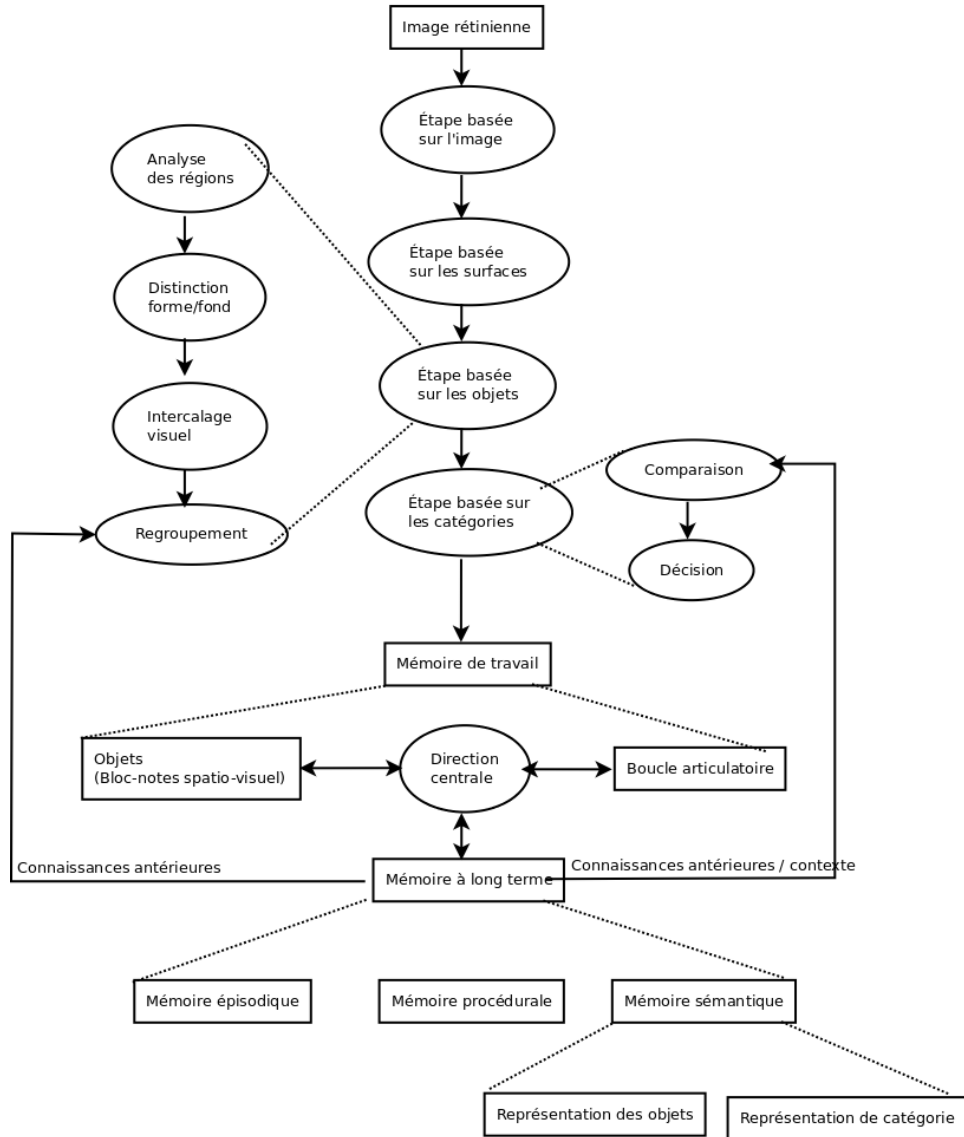 Image rétinienne
Étape basée
sur l'image
Analyse
des régions
Étape basée
sur les surfaces
Distinction
forme/fond
Étape basée
sur les objets
Intercalage
visuel
Comparaison
Étape basée sur
les catégories
Regroupement
Décision
Mémoire de travail
Objets
(Bloc-notes spatio-visuel)
Direction
centrale
Boucle articulatoire
Connaissances antérieures
Mémoire à long terme
Connaissances antérieures / contexte
Mémoire épisodique
Mémoire procédurale
Mémoire sémantique
Représentation des objets
Représentation de catégorie